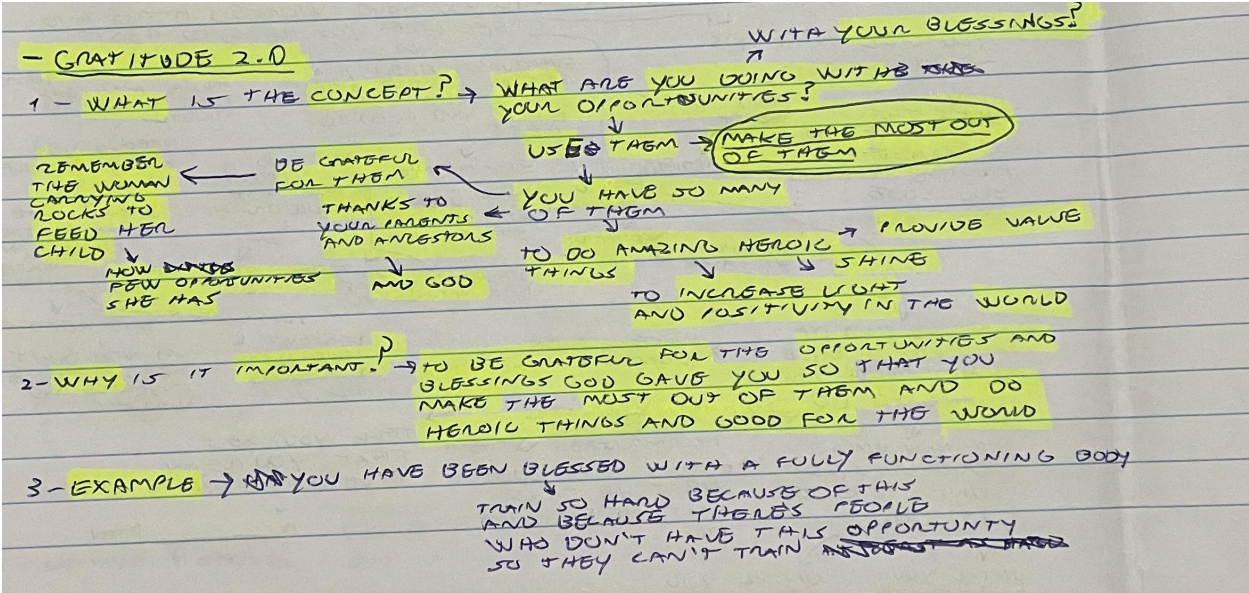 - GRATITUDE 2.0
WITH YOUR BLESSINGS?
1 - WHAT IS THE CONCEPT? → WHAT ARE YOU DOING WITH
YOUR OPPORTUNITIES?
USE THEM → MAKE THE MOST OUT
OF THEM
YOU HAVE SO MANY
OF THEM
BE GRATEFUL
FOR THEM
REMEMBER
THE WOMAN
CARRYING
ROCKS TO
FEED HER
CHILD
HOW
FEW OPPORTUNITIES
SHE HAS
THANKS TO
YOUR PARENTS
AND ANCESTORS
AND GOD
TO DO AMAZING HEROIC
THINGS
→ PROVIDE VALUE
SHINE
TO INCREASE LIGHT
AND POSITIVITY IN THE WORLD
2 - WHY IS IT IMPORTANT? → TO BE GRATEFUL FOR THE OPPORTUNITIES AND
BLESSINGS GOD GAVE YOU SO THAT YOU
MAKE THE MOST OUT OF THEM AND DO
HEROIC THINGS AND GOOD FOR THE WORLD
3 - EXAMPLE → YOU HAVE BEEN BLESSED WITH A FULLY FUNCTIONING BODY
TRAIN SO HARD BECAUSE OF THIS
AND BECAUSE THERES PEOPLE
WHO DON'T HAVE THIS OPPORTUNTY
SO THEY CAN'T TRAIN